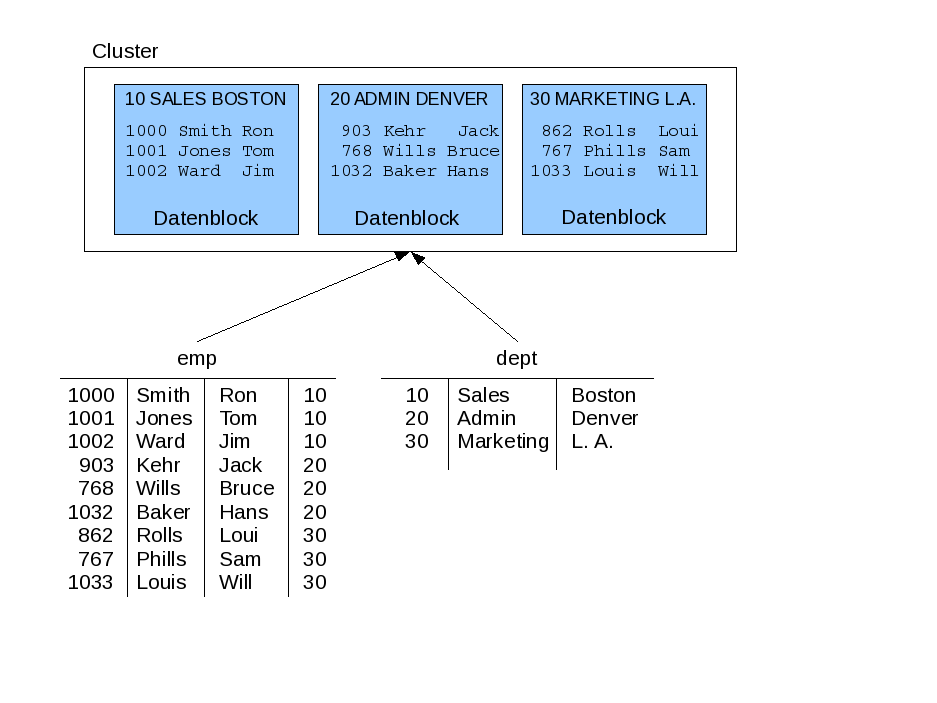 Cluster
10 SALES BOSTON
1000 Smith Ron
1001 Jones Tom
1002 Ward Jim
Datenblock
20 ADMIN DENVER
903 Kehr Jack
768 Wills Bruce
1032 Baker Hans
Datenblock
30 MARKETING L.A.
862 Rolls Loui
767 Phills Sam
1033 Louis Will
Datenblock
emp
1000 Smith Ron 10
1001 Jones Tom 10
1002 Ward Jim 10
903 Kehr Jack 20
768 Wills Bruce 20
1032 Baker Hans 20
862 Rolls Loui 30
767 Phills Sam 30
1033 Louis Will 30
dept
10 Sales Boston
20 Admin Denver
30 Marketing L. A.